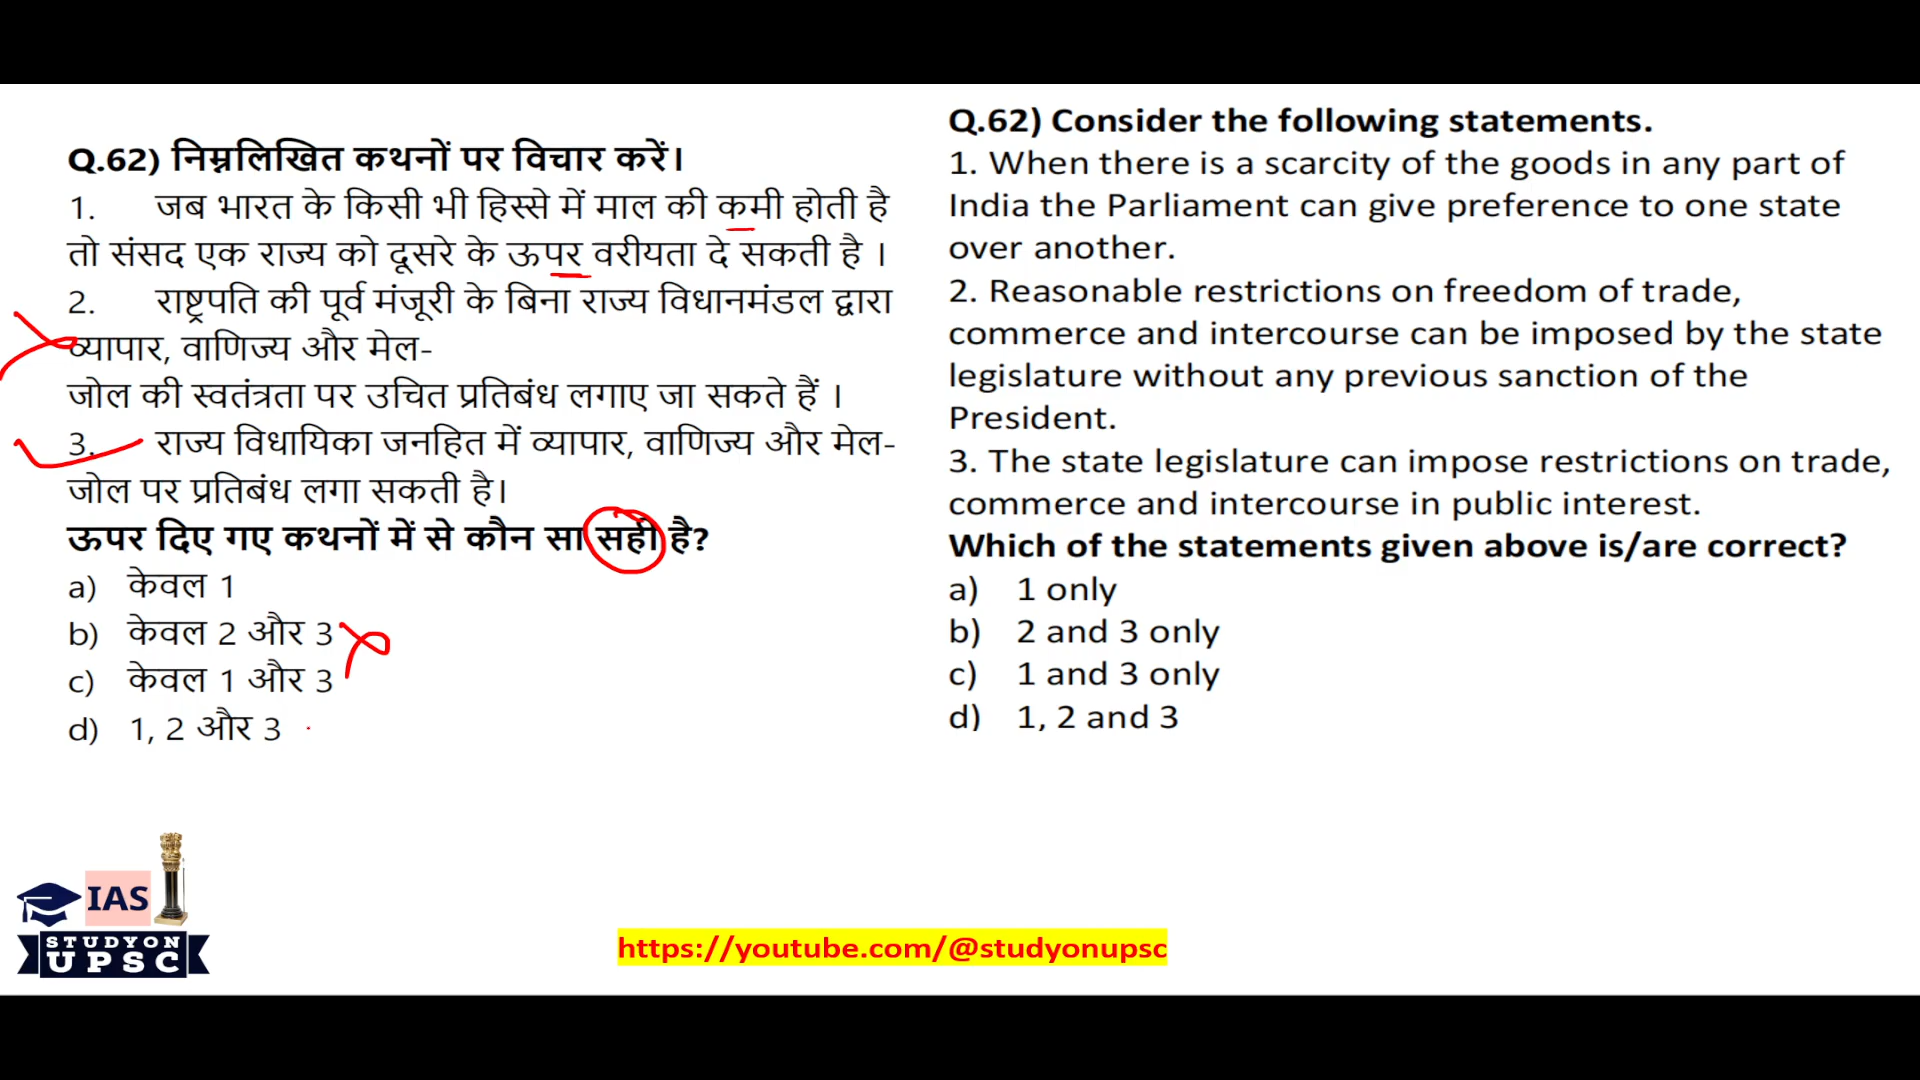 Q.62) निम्नलिखित कथनों पर विचार करें।
1. जब भारत के किसी भी हिस्से में माल की कमी होती है
तो संसद एक राज्य को दूसरे के ऊपर वरीयता दे सकती है ।
2. राष्ट्रपति की पूर्व मंजूरी के बिना राज्य विधानमंडल द्वारा
व्यापार, वाणिज्य और मेल-
जोल की स्वतंत्रता पर उचित प्रतिबंध लगाए जा सकते हैं ।
3. राज्य विधायिका जनहित में व्यापार, वाणिज्य और मेल-
जोल पर प्रतिबंध लगा सकती है।
ऊपर दिए गए कथनों में से कौन सा सही है?
a) केवल 1
b) केवल 2 और 3
c) केवल 1 और 3
d) 1, 2 और 3
Q.62) Consider the following statements.
1. When there is a scarcity of the goods in any part of
India the Parliament can give preference to one state
over another.
2. Reasonable restrictions on freedom of trade,
commerce and intercourse can be imposed by the state
legislature without any previous sanction of the
President.
3. The state legislature can impose restrictions on trade,
commerce and intercourse in public interest.
Which of the statements given above is/are correct?
a) 1 only
b) 2 and 3 only
c) 1 and 3 only
d) 1, 2 and 3
IAS
STUDYON
UPSC
https://youtube.com/@studyonupsc